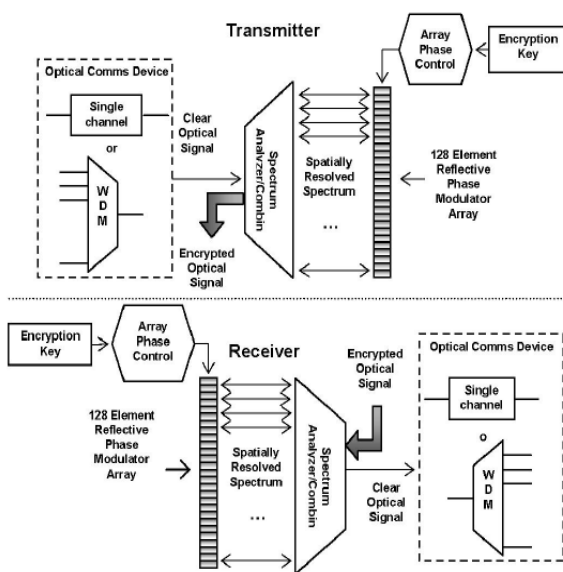 Transmitter
Array
Phase
Control
Encryption
Key
Optical Comms Device
Single
channel
or
W
D
M
Clear
Optical
Signal
Encrypted
Optical
Signal
Spectrum
Analyzer/Combin
Spatially
Resolved
Spectrum
...
128 Element
Reflective
Phase
Modulator
Array
Encryption
Key
Array
Phase
Control
Receiver
128 Element
Reflective
Phase
Modulator
Array
Spatially
Resolved
Spectrum
...
Spectrum
Analyzer/Combin
Encrypted
Optical
Signal
Clear
Optical
Signal
Optical Comms Device
Single
channel
o
W
D
M